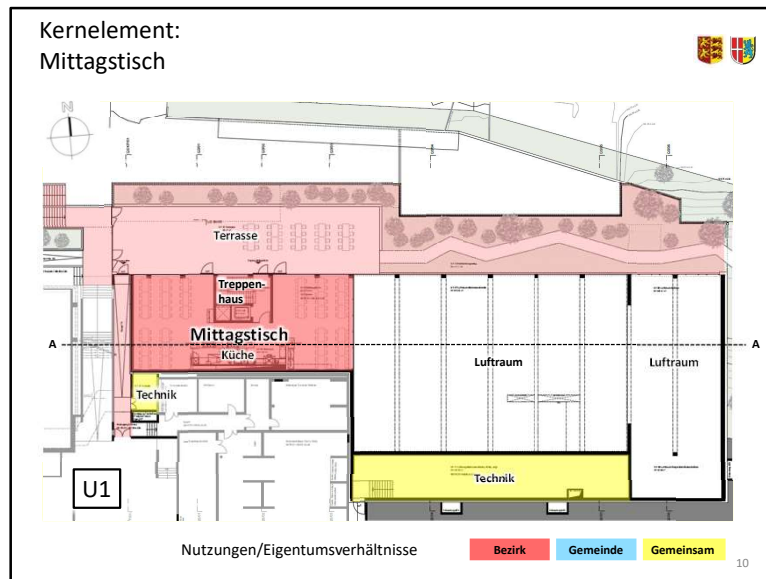 Kernelement:
Mittagstisch
N
Terrasse
Treppen-
haus
Mittagstisch
Küche
A
A
Luftraum
Luftraum
Technik
Technik
U1
Nutzungen/Eigentumsverhältnisse
Bezirk
Gemeinde
Gemeinsam
10